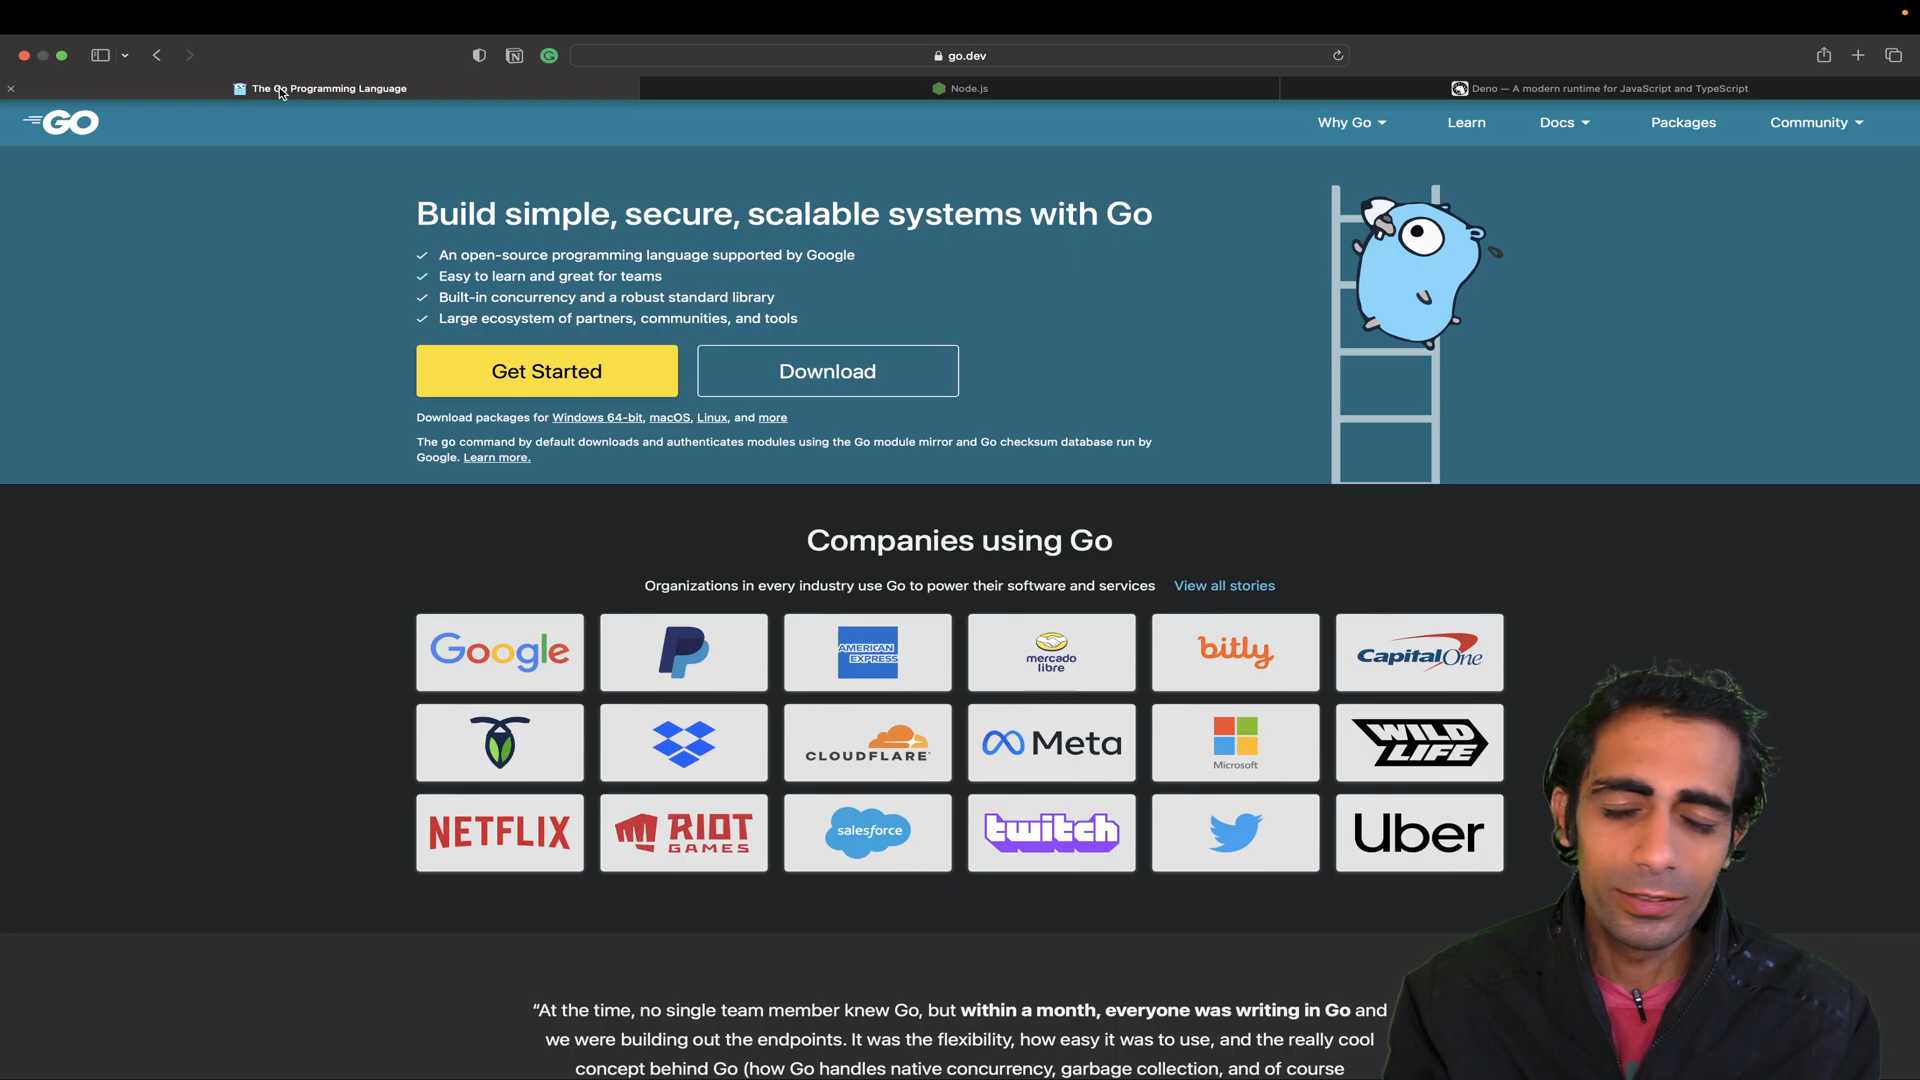 go.dev
The Go Programming Language
Node.js
Deno — A modern runtime for JavaScript and TypeScript
GO
Why Go
Learn
Docs
Packages
Community
Build simple, secure, scalable systems with Go
An open-source programming language supported by Google
Easy to learn and great for teams
Built-in concurrency and a robust standard library
Large ecosystem of partners, communities, and tools
Get Started
Download
Download packages for Windows 64-bit, macOS, Linux, and more
The go command by default downloads and authenticates modules using the Go module mirror and Go checksum database run by
Google. Learn more.
Companies using Go
Organizations in every industry use Go to power their software and services View all stories
Google
AMERICAN
EXPRESS
mercado
libre
bitly
CapitalOne
CLOUDFLARE
Meta
Microsoft
WILD
LIFE
NETFLIX
RIOT
GAMES
salesforce
twitch
Uber
“At the time, no single team member knew Go, but within a month, everyone was writing in Go and
we were building out the endpoints. It was the flexibility, how easy it was to use, and the really cool
concept behind Go (how Go handles native concurrency, garbage collection, and of course